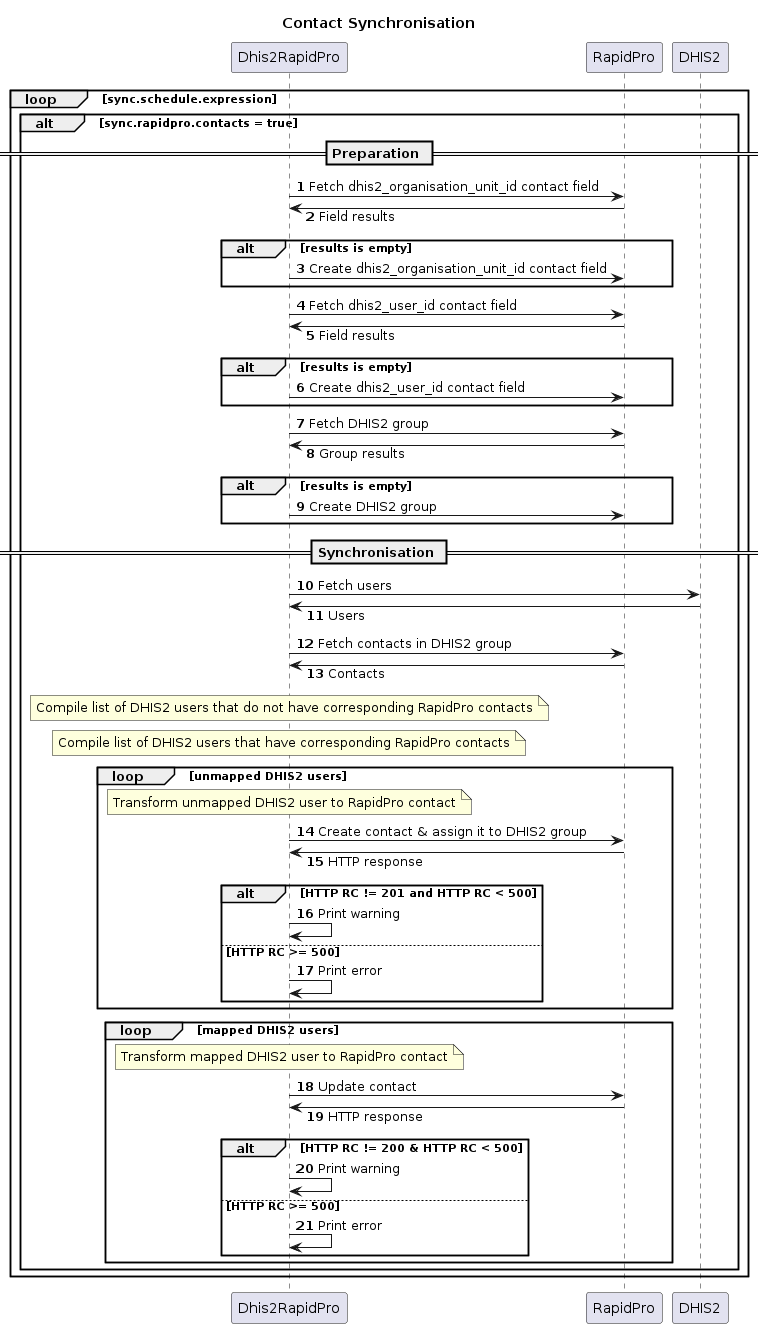 Contact Synchronisation
Dhis2RapidPro RapidPro DHIS2
loop [sync.schedule.expression]
alt [sync.rapidpro.contacts = true]
Preparation
1 Fetch dhis2_organisation_unit_id contact field
2 Field results
alt [results is empty]
3 Create dhis2_organisation_unit_id contact field
4 Fetch dhis2_user_id contact field
5 Field results
alt [results is empty]
6 Create dhis2_user_id contact field
7 Fetch DHIS2 group
8 Group results
alt [results is empty]
9 Create DHIS2 group
Synchronisation
10 Fetch users
11 Users
12 Fetch contacts in DHIS2 group
13 Contacts
Compile list of DHIS2 users that do not have corresponding RapidPro contacts
Compile list of DHIS2 users that have corresponding RapidPro contacts
loop [unmapped DHIS2 users]
Transform unmapped DHIS2 user to RapidPro contact
14 Create contact & assign it to DHIS2 group
15 HTTP response
alt [HTTP RC != 201 and HTTP RC < 500]
16 Print warning
[HTTP RC >= 500]
17 Print error
loop [mapped DHIS2 users]
Transform mapped DHIS2 user to RapidPro contact
18 Update contact
19 HTTP response
alt [HTTP RC != 200 & HTTP RC < 500]
20 Print warning
[HTTP RC >= 500]
21 Print error
Dhis2RapidPro RapidPro DHIS2